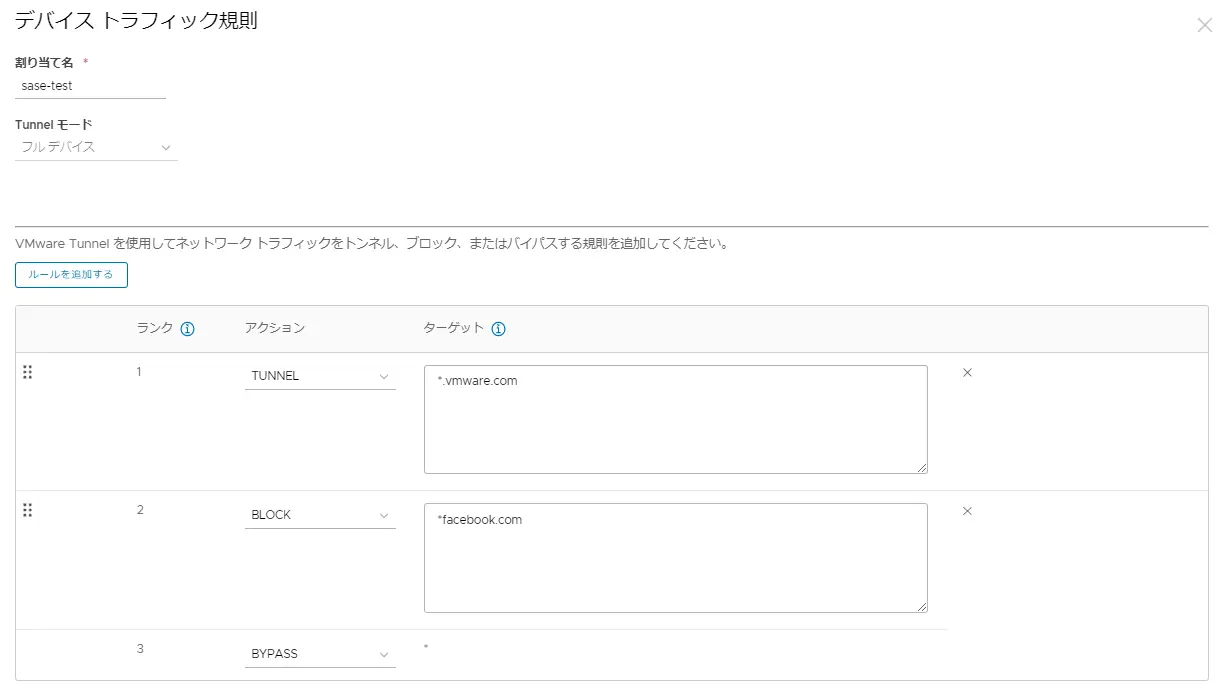 デバイス トラフィック規則
割り当て名 *
sase-test
Tunnel モード
フル デバイス
VMware Tunnel を使用してネットワーク トラフィックをトンネル、ブロック、またはバイパスする規則を追加してください。
ルールを追加する
ランク アクション ターゲット
1 TUNNEL *.vmware.com
2 BLOCK *facebook.com
3 BYPASS *